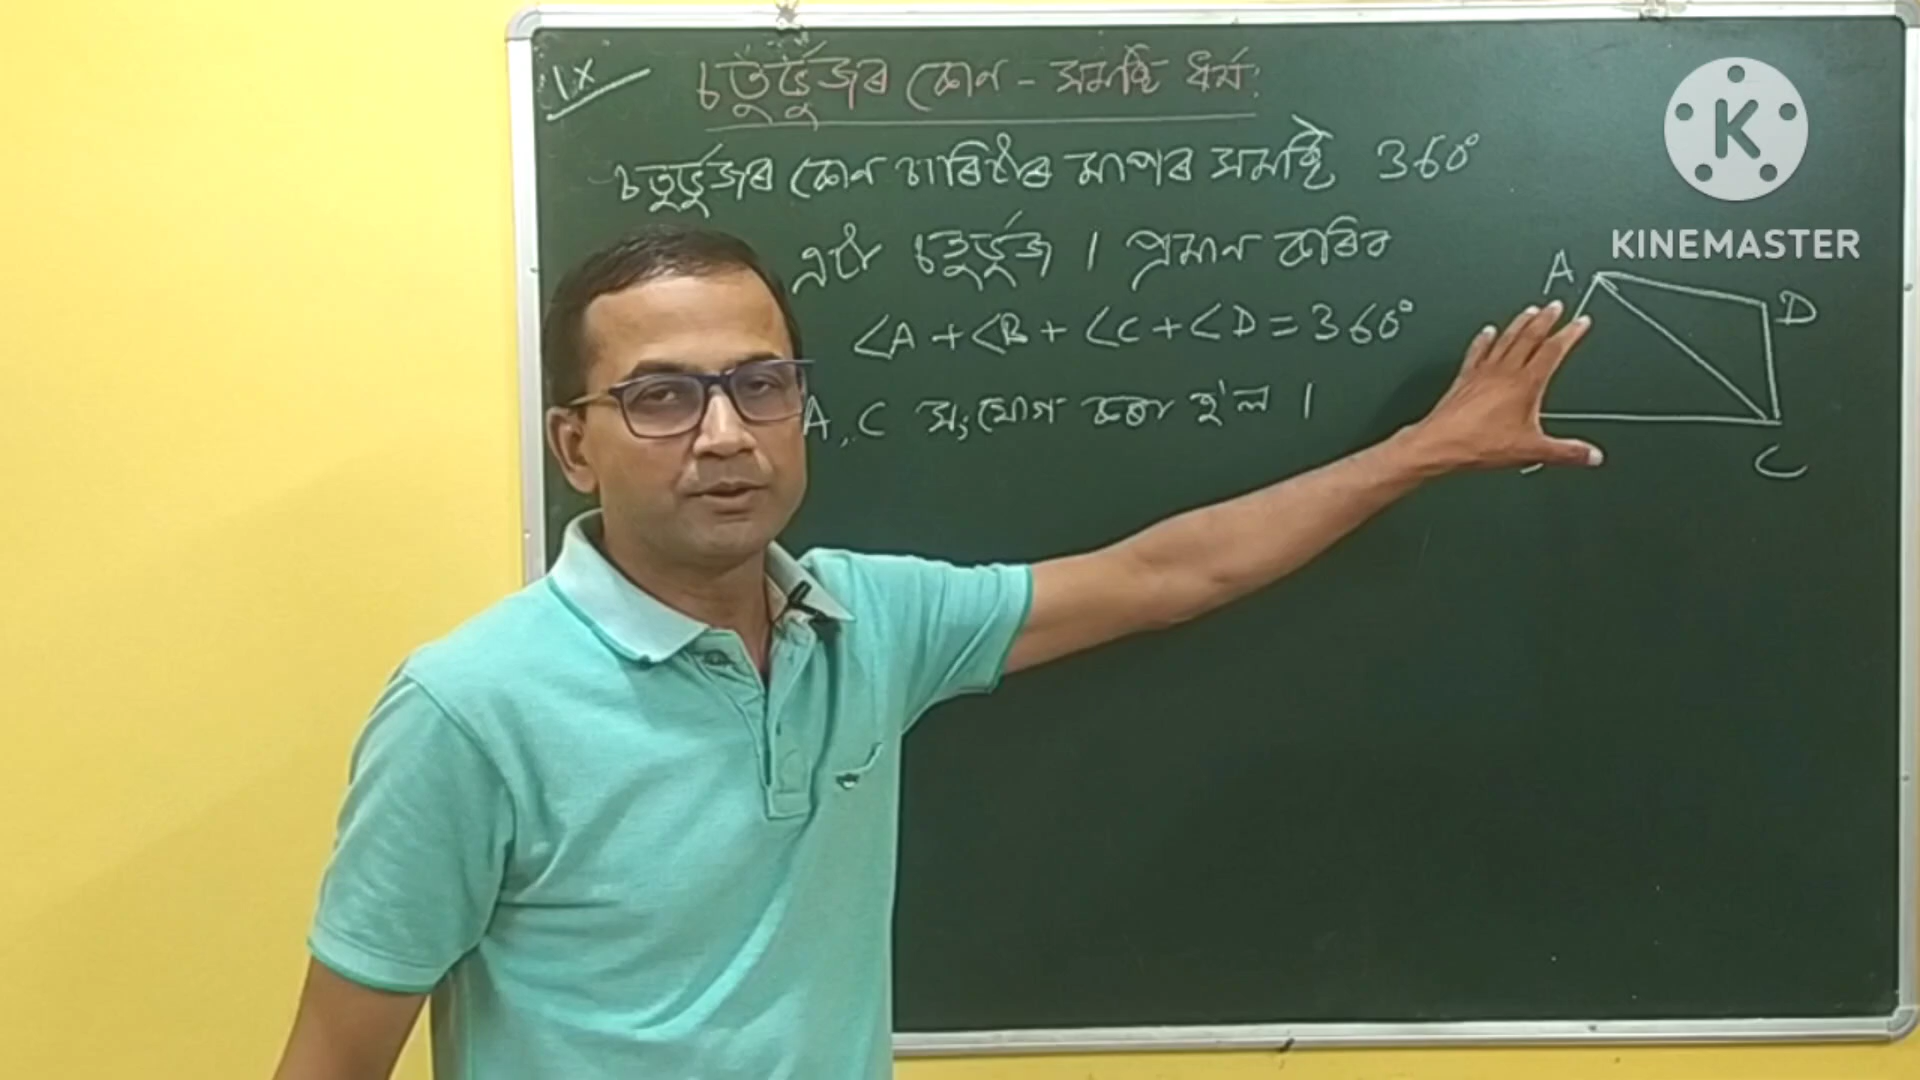 IX
চতুৰ্ভুজৰ কোণ - সমষ্টি ধৰ্ম:
চতুৰ্ভুজৰ কোণ চাৰিটাৰ মাপৰ সমষ্টি 360°
এটা চতুৰ্ভুজ । প্ৰমাণ কৰিব
∠A + ∠B + ∠C + ∠D = 360°
A, C সংযোগ কৰা হ'ল ।
A
D
C
K
KINEMASTER